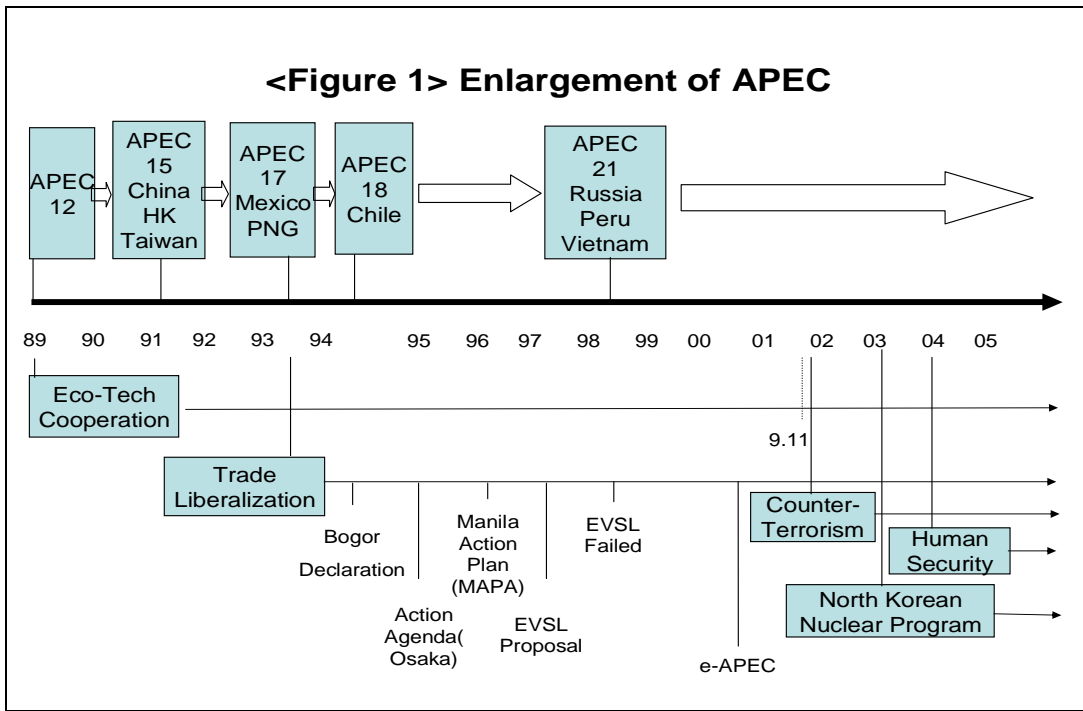 <Figure 1> Enlargement of APEC
APEC
12
APEC
15
China
HK
Taiwan
APEC
17
Mexico
PNG
APEC
18
Chile
APEC
21
Russia
Peru
Vietnam
89 90 91 92 93 94 95 96 97 98 99 00 01 02 03 04 05
Eco-Tech
Cooperation
9.11
Trade
Liberalization
Bogor
Declaration
Action
Agenda(
Osaka)
Manila
Action
Plan
(MAPA)
EVSL
Proposal
EVSL
Failed
e-APEC
Counter-
Terrorism
Human
Security
North Korean
Nuclear Program